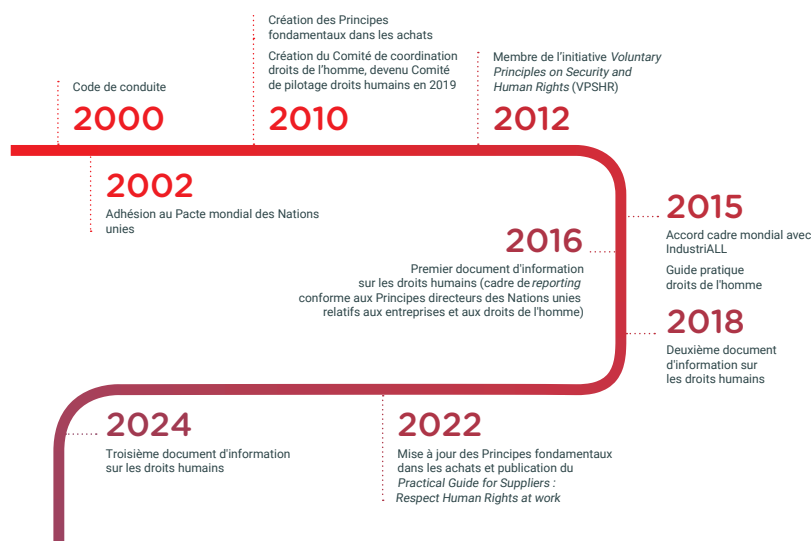 Code de conduite
2000
Création des Principes
fondamentaux dans les achats
Création du Comité de coordination
droits de l'homme, devenu Comité
de pilotage droits humains en 2019
2010
Membre de l'initiative Voluntary
Principles on Security and
Human Rights (VPSHR)
2012
2002
Adhésion au Pacte mondial des Nations
unies
2015
Accord cadre mondial avec
IndustriALL
Guide pratique
droits de l'homme
2016
Premier document d'information
sur les droits humains (cadre de reporting
conforme aux Principes directeurs des Nations unies
relatifs aux entreprises et aux droits de l'homme)
2018
Deuxième document
d'information sur
les droits humains
2024
Troisième document d'information
sur les droits humains
2022
Mise à jour des Principes fondamentaux
dans les achats et publication du
Practical Guide for Suppliers :
Respect Human Rights at work